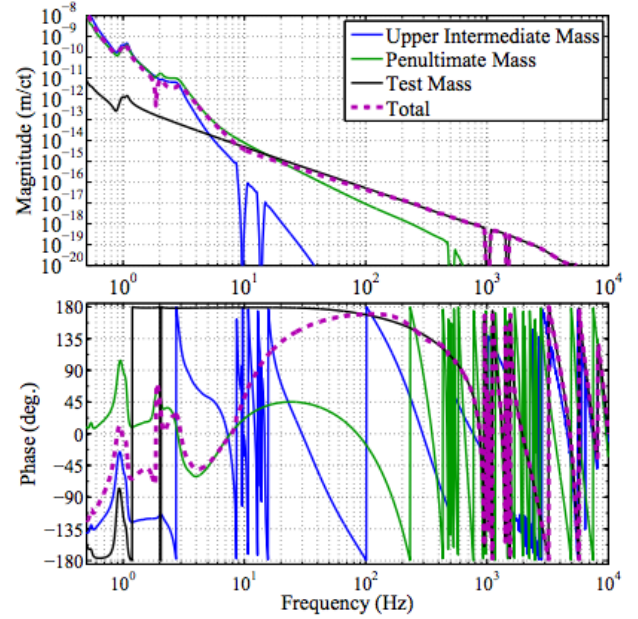 10^-8
10^-9
10^-10
10^-11
10^-12
10^-13
10^-14
10^-15
10^-16
10^-17
10^-18
10^-19
10^-20
Magnitude (m/ct)
Upper Intermediate Mass
Penultimate Mass
Test Mass
Total
10^0 10^1 10^2 10^3 10^4
180
135
90
45
0
-45
-90
-135
-180
Phase (deg.)
10^0 10^1 10^2 10^3 10^4
Frequency (Hz)